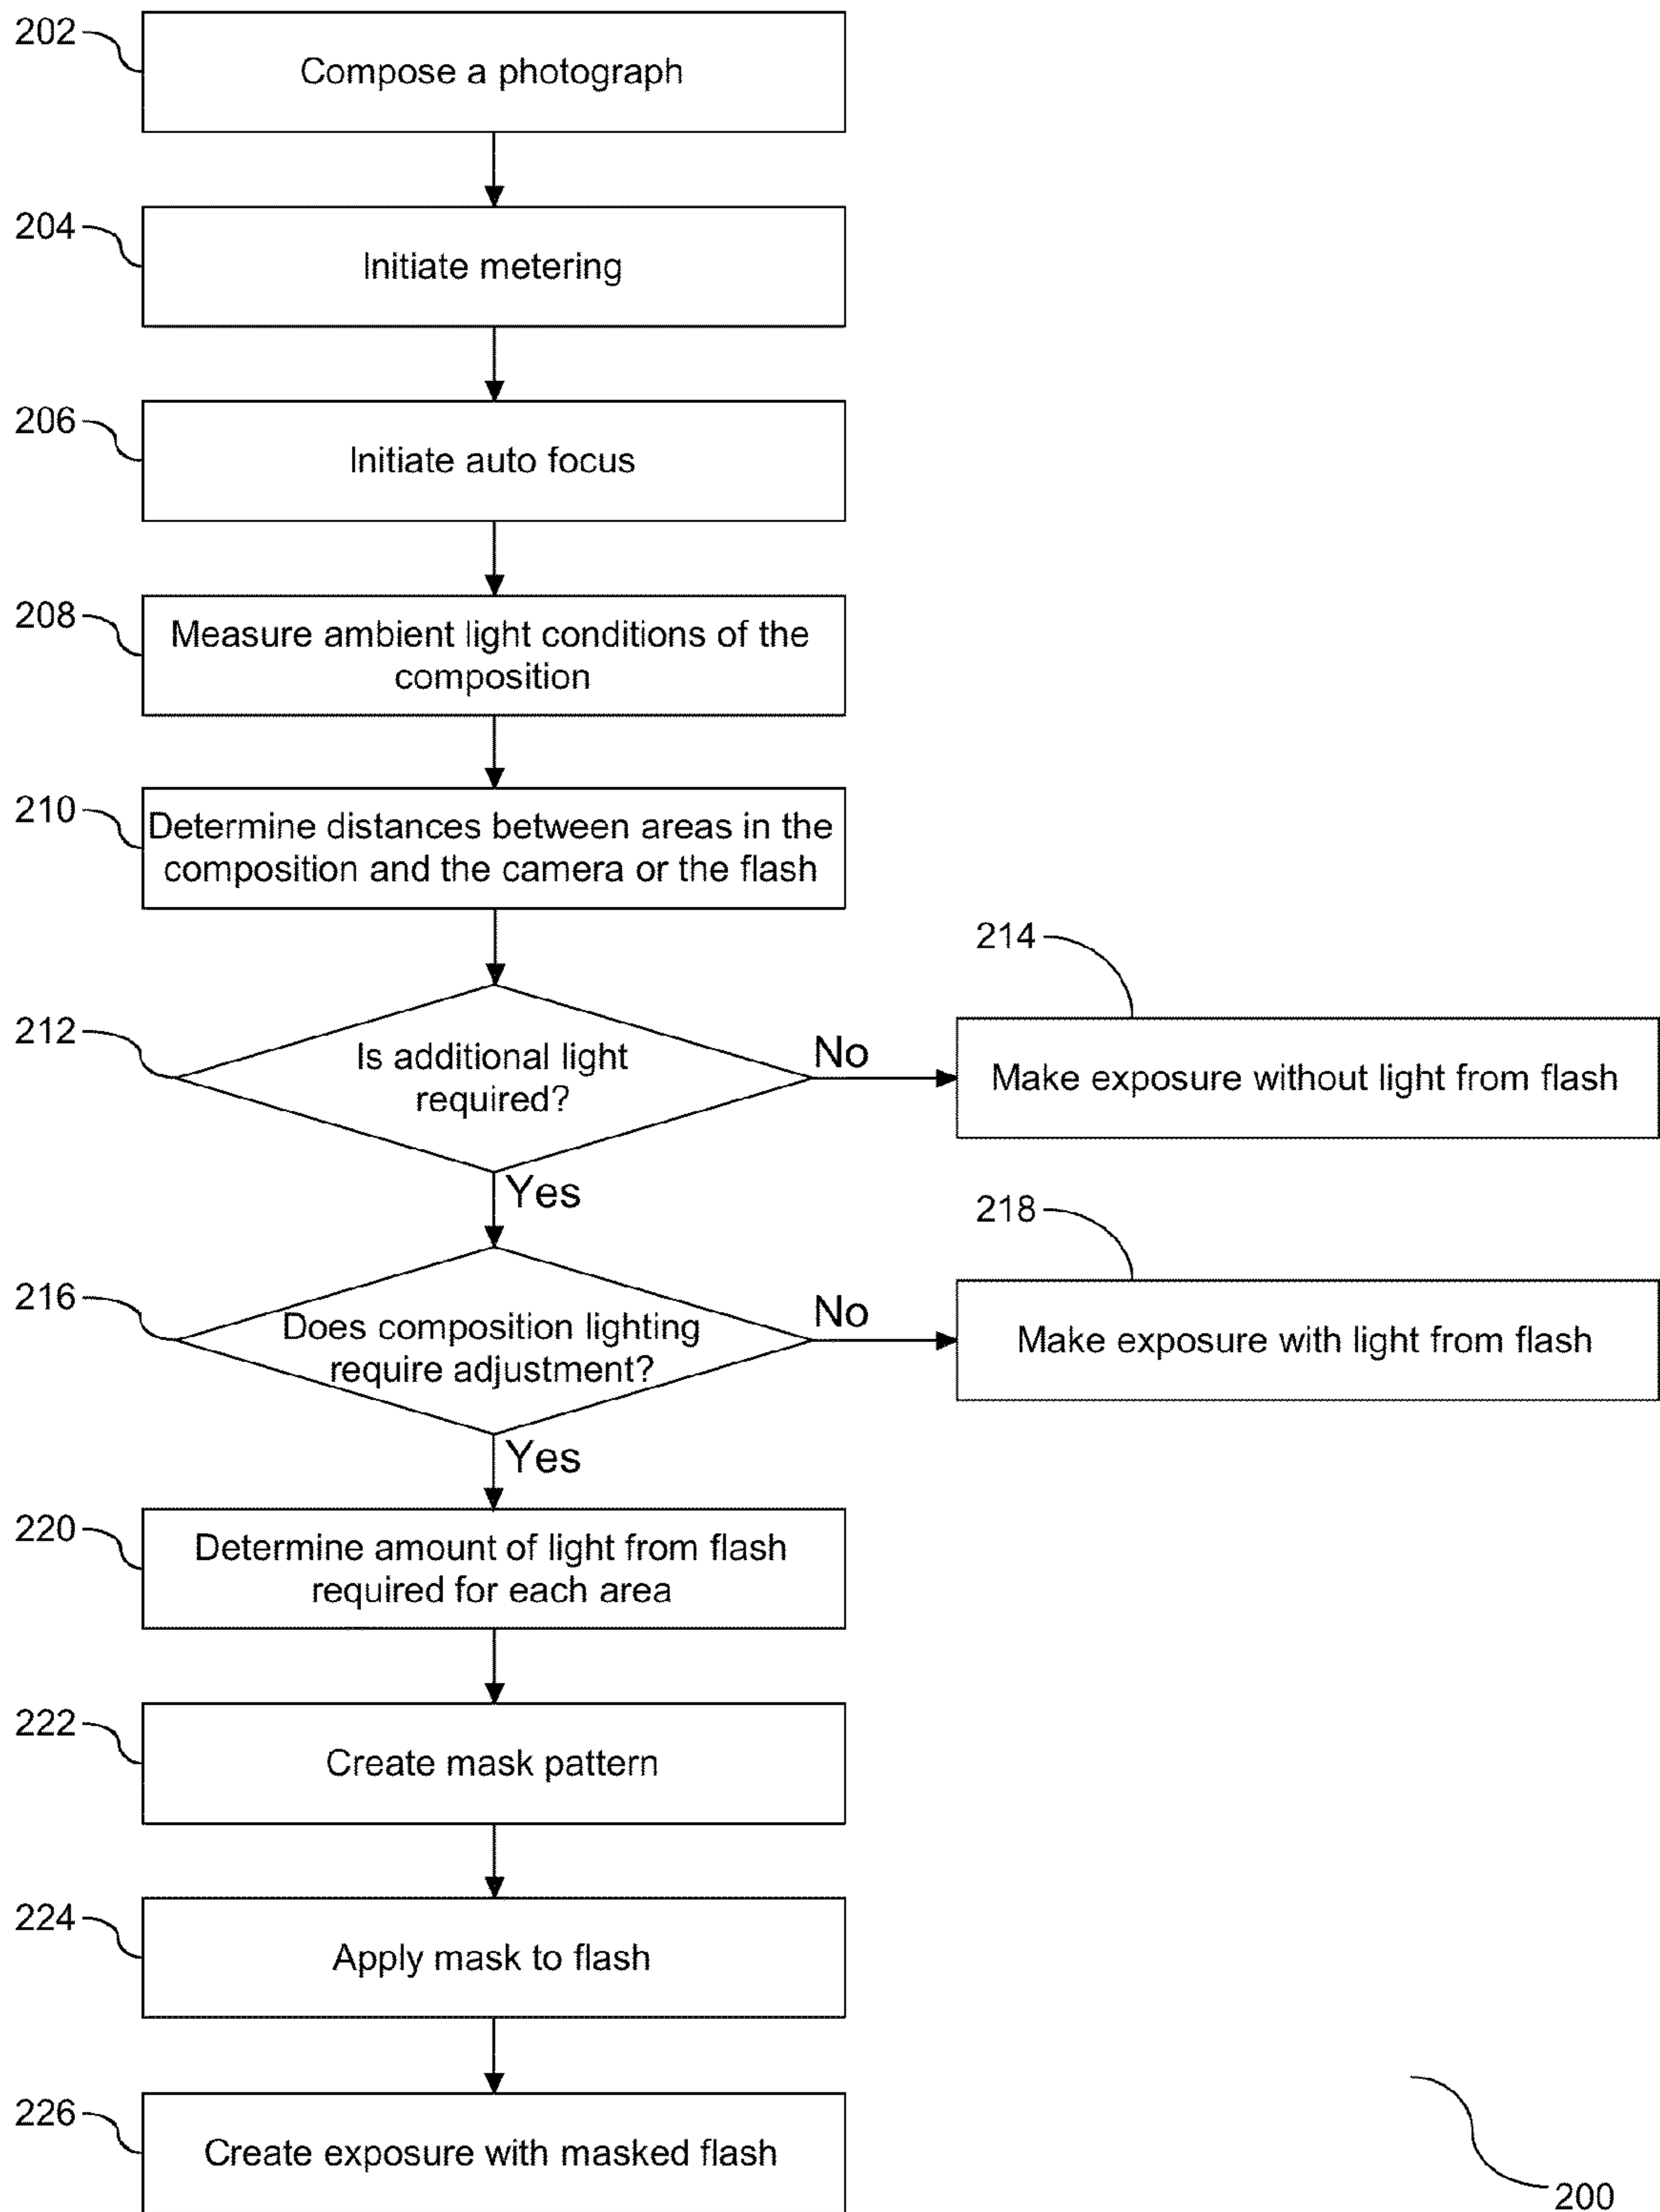 202
Compose a photograph
204
Initiate metering
206
Initiate auto focus
208
Measure ambient light conditions of the
composition
210
Determine distances between areas in the
composition and the camera or the flash
212
Is additional light
required?
No
214
Make exposure without light from flash
Yes
216
Does composition lighting
require adjustment?
No
218
Make exposure with light from flash
Yes
220
Determine amount of light from flash
required for each area
222
Create mask pattern
224
Apply mask to flash
226
Create exposure with masked flash
200